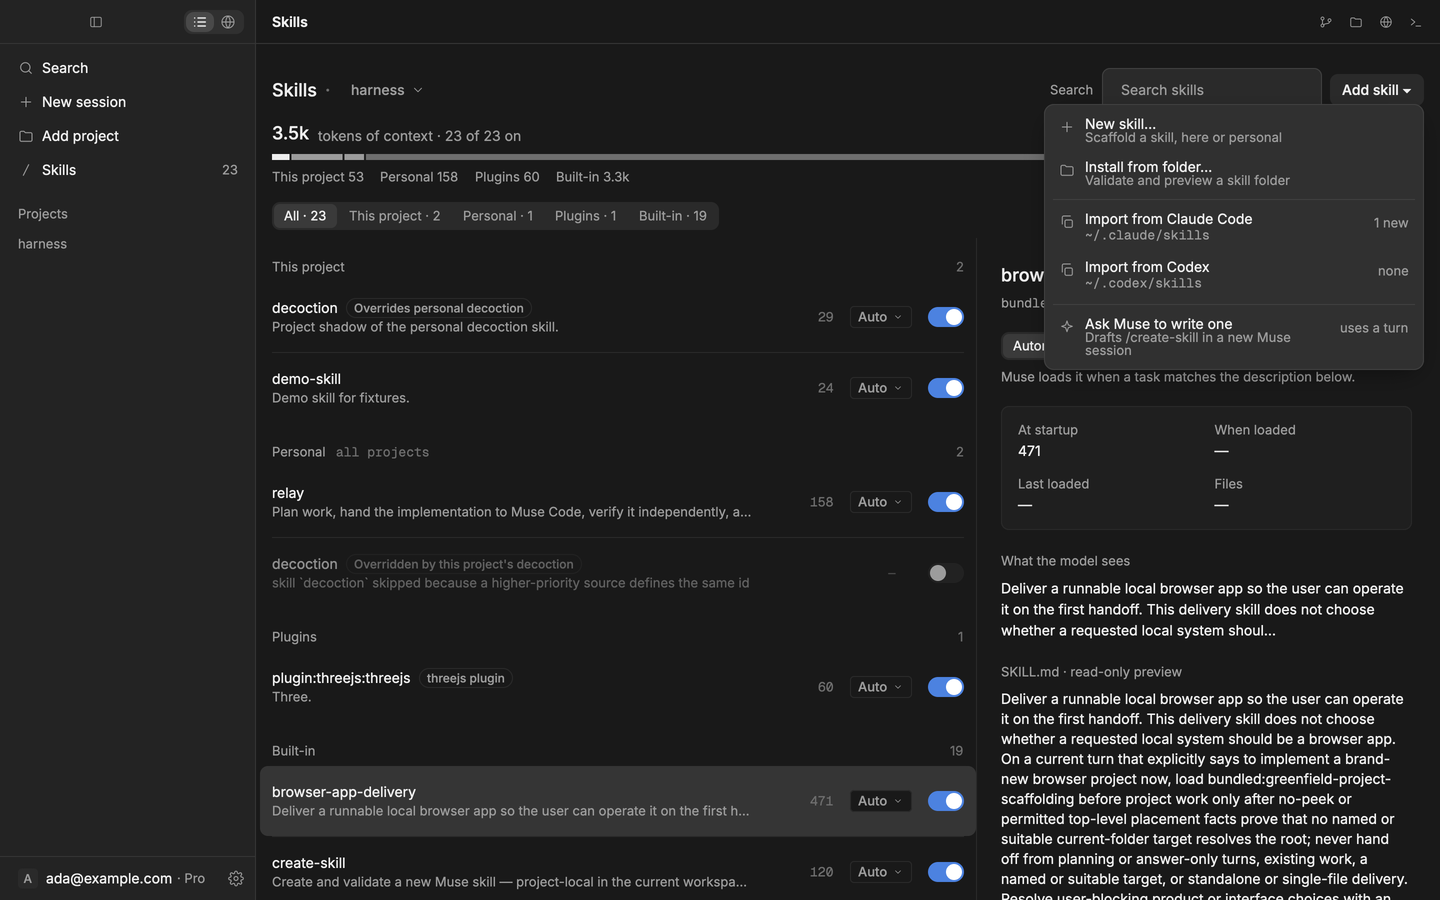 Skills
Search
New session
Add project
Skills 23
Projects
harness
A ada@example.com · Pro
Skills · harness
Search
Search skills
Add skill
3.5k tokens of context · 23 of 23 on
This project 53 Personal 158 Plugins 60 Built-in 3.3k
All · 23 This project · 2 Personal · 1 Plugins · 1 Built-in · 19
This project 2
decoction Overrides personal decoction
Project shadow of the personal decoction skill.
29 Auto
demo-skill
Demo skill for fixtures.
24 Auto
Personal all projects 2
relay
Plan work, hand the implementation to Muse Code, verify it independently, a...
158 Auto
decoction Overridden by this project's decoction
skill `decoction` skipped because a higher-priority source defines the same id
–
Plugins 1
plugin:threejs:threejs threejs plugin
Three.
60 Auto
Built-in 19
browser-app-delivery
Deliver a runnable local browser app so the user can operate it on the first h...
471 Auto
create-skill
Create and validate a new Muse skill — project-local in the current workspa...
120 Auto
New skill...
Scaffold a skill, here or personal
Install from folder...
Validate and preview a skill folder
Import from Claude Code 1 new
~/.claude/skills
Import from Codex none
~/.codex/skills
Ask Muse to write one uses a turn
Drafts /create-skill in a new Muse
session
brow
bundle
Autor
Muse loads it when a task matches the description below.
At startup When loaded
471 —
Last loaded Files
— —
What the model sees
Deliver a runnable local browser app so the user can operate
it on the first handoff. This delivery skill does not choose
whether a requested local system shoul...
SKILL.md · read-only preview
Deliver a runnable local browser app so the user can operate
it on the first handoff. This delivery skill does not choose
whether a requested local system should be a browser app.
On a current turn that explicitly says to implement a brand-
new browser project now, load bundled:greenfield-project-
scaffolding before project work only after no-peek or
permitted top-level placement facts prove that no named or
suitable current-folder target resolves the root; never hand
off from planning or answer-only turns, existing work, a
named or suitable target, or standalone or single-file delivery.
Resolve user-blocking product or interface choices with an